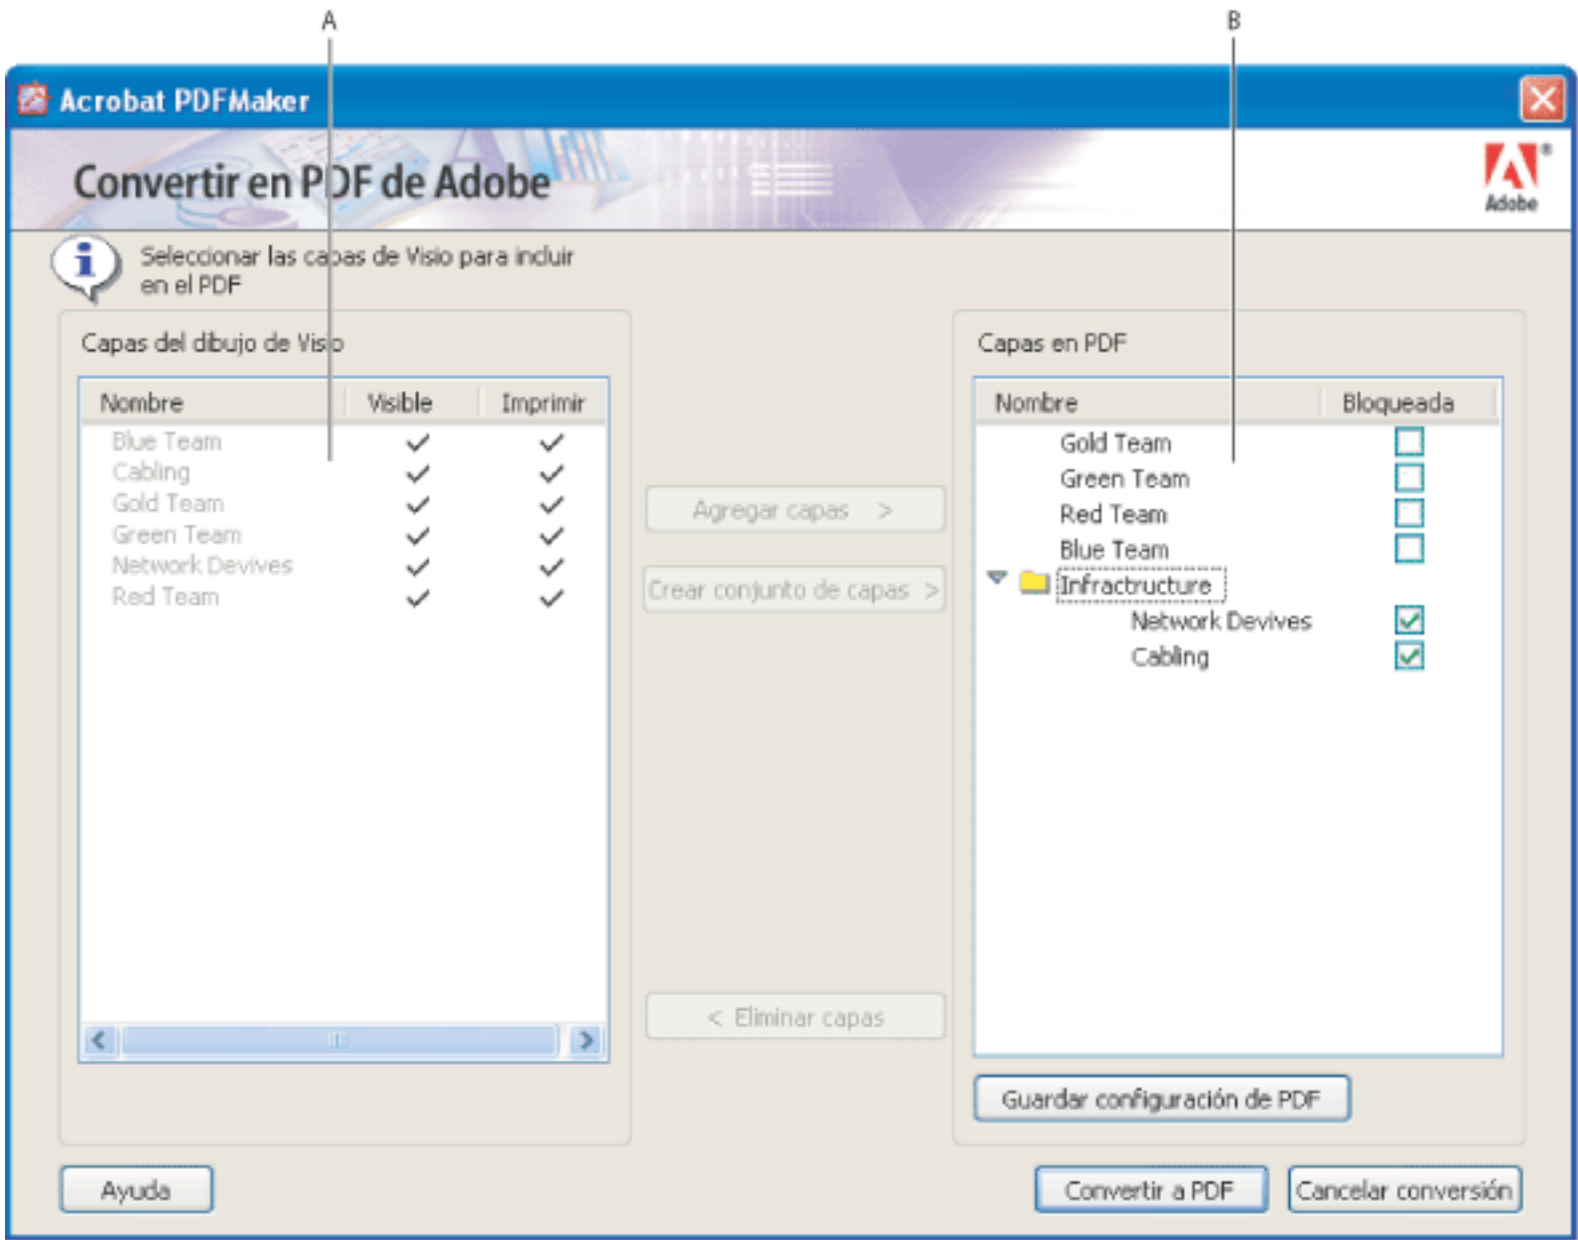 A B
Acrobat PDFMaker
Convertir en PDF de Adobe
Adobe®
Seleccionar las capas de Visio para incluir
en el PDF
Capas del dibujo de Visio
Nombre Visible Imprimir
Blue Team
Cabling
Gold Team
Green Team
Network Devives
Red Team
Agregar capas >
Crear conjunto de capas >
< Eliminar capas
Capas en PDF
Nombre Bloqueada
Gold Team
Green Team
Red Team
Blue Team
Infractructure
Network Devives
Cabling
Guardar configuración de PDF
Ayuda
Convertir a PDF
Cancelar conversión